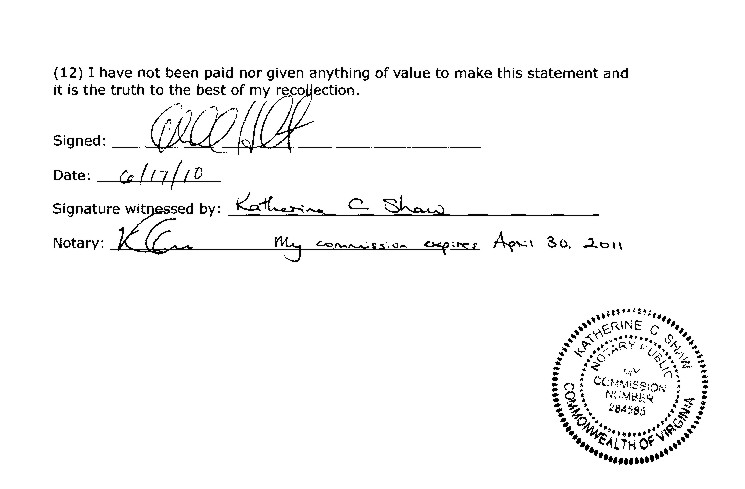 (12) I have not been paid nor given anything of value to make this statement and
it is the truth to the best of my recollection.
Signed:
Date: 6/17/10
Signature witnessed by: Katherine C Shaw
Notary: My commission expires April 30, 2011
KATHERINE C SHAW
NOTARY PUBLIC
MY
COMMISSION
NUMBER
284585
COMMONWEALTH OF VIRGINIA